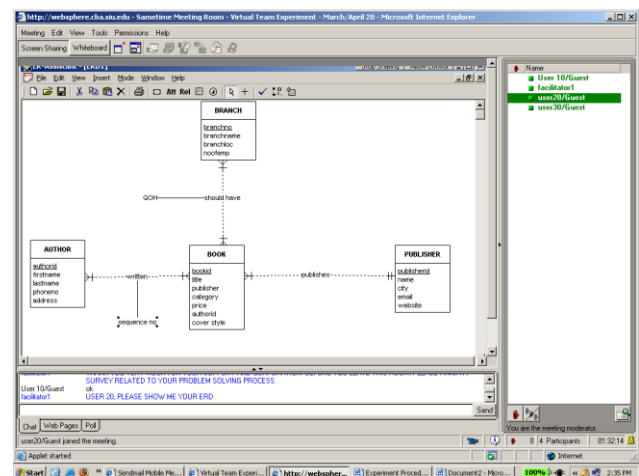 http://websphere.cba.siu.edu - Sametime Meeting Room - Virtual Team Experiment - March/April 20 - Microsoft Internet Explorer
Meeting Edit View Tools Permissions Help
Screen Sharing Whiteboard
ER-Assistant - [ERD1]
File Edit View Insert Mode Window Help
Att Rel
BRANCH
branchno
branchname
branchloc
noofemp
QOH
should have
AUTHOR
authorid
firstname
lastname
phoneno
address
written
sequence no
BOOK
bookid
title
publisher
category
price
authorid
cover style
publishes
PUBLISHER
publisherid
name
city
email
website
Name
User 10/Guest
facilitator1
user20/Guest
user30/Guest
SURVEY RELATED TO YOUR PROBLEM SOLVING PROCESS.
User 10/Guest ok
facilitator1 USER 20, PLEASE SHOW ME YOUR ERD
Send
Chat Web Pages Poll
You are the meeting moderator.
user20/Guest joined the meeting.
0 4 Participants 01:32:14
Applet started
Internet
Start
Sendmail Mobile Me...
Virtual Team Experi...
http://webspher...
Experiment Proced...
Document2 - Micro...
100%
2:35 PM